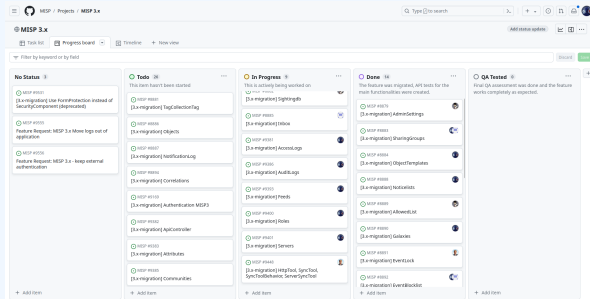 MISP / Projects / MISP 3.x
Type / to search
MISP 3.x
Add status update
Task list
Progress board
Timeline
+ New view
Filter by keyword or by field
Discard
No Status 3
MISP #9631
[3.x-migration] Use FormProtection instead of
SecurityComponent (deprecated)
Feature Request: MISP 3.x Move logs out of
application
Feature Request: MISP 3.x - keep external
authentication
+ Add item
Todo
This item hasn't been started
[3.x-migration] TagCollectionTag
[3.x-migration] Objects
[3.x-migration] NotificationLog
[3.x-migration] Correlations
[3.x-migration] Authentication MISP3
[3.x-migration] ApiController
[3.x-migration] Attributes
[3.x-migration] Communities
+ Add item
In Progress 9
This is actively being worked on
[3.x-migration] Sightingdb
[3.x-migration] Inbox
[3.x-migration] AccessLogs
[3.x-migration] AuditLogs
[3.x-migration] Feeds
[3.x-migration] Roles
[3.x-migration] Servers
[3.x-migration] HttpTool, SyncTool,
SyncToolBehavior, ServerSyncTool
+ Add item
Done
The feature was migrated, API tests for the
main functionalities were created.
[3.x-migration] AdminSettings
[3.x-migration] SharingGroups
[3.x-migration] ObjectTemplates
[3.x-migration] Noticelists
[3.x-migration] AllowedList
[3.x-migration] Galaxies
[3.x-migration] EventLock
[3.x-migration] EventBlocklist
+ Add item
QA Tested 0
Final QA assessment was done and the feature
works completely as expected.
+ Add item